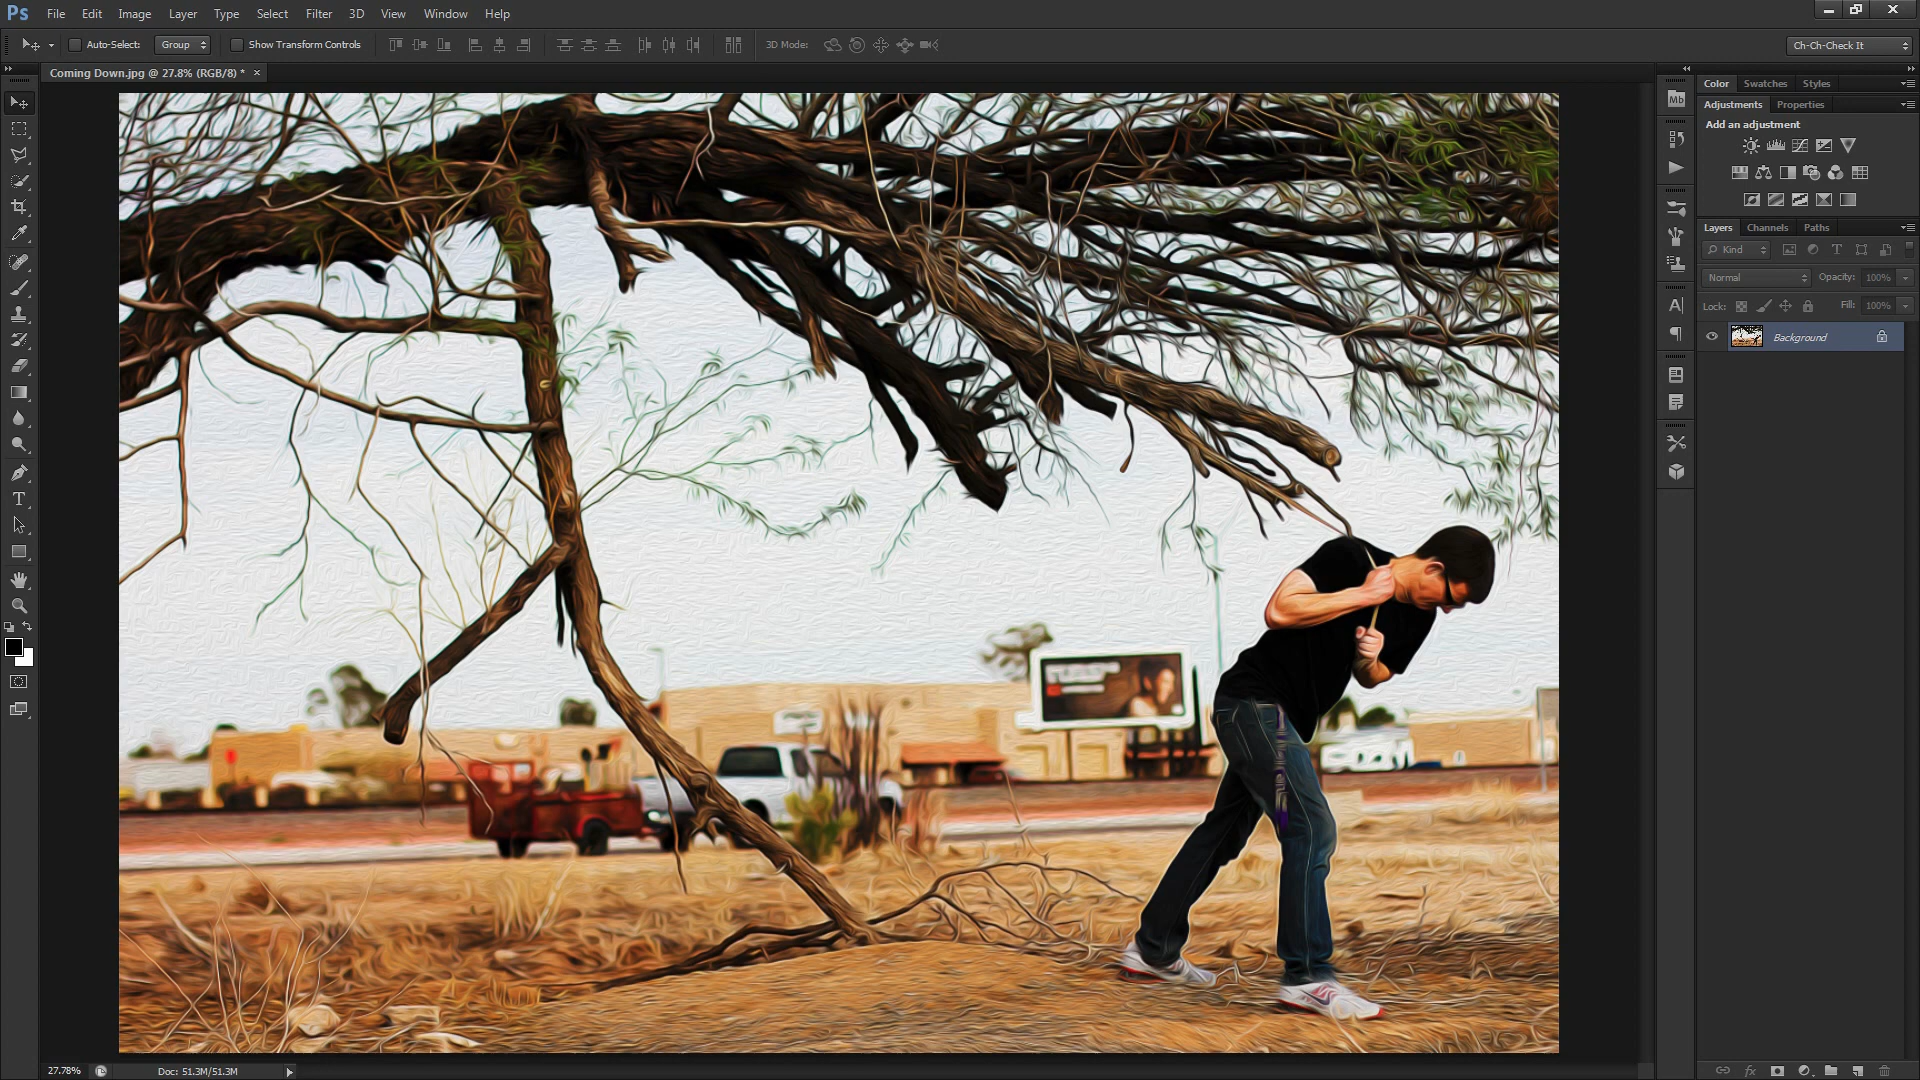 Ps File Edit Image Layer Type Select Filter 3D View Window Help
Auto-Select: Group Show Transform Controls 3D Mode: Ch-Ch-Check It
Coming Down.jpg @ 27.8% (RGB/8) * ×
Color Swatches Styles
Mb
Adjustments Properties
Add an adjustment
Layers Channels Paths
Kind
Normal Opacity: 100%
Lock: Fill: 100%
Background
27.78% Doc: 51.3M/51.3M